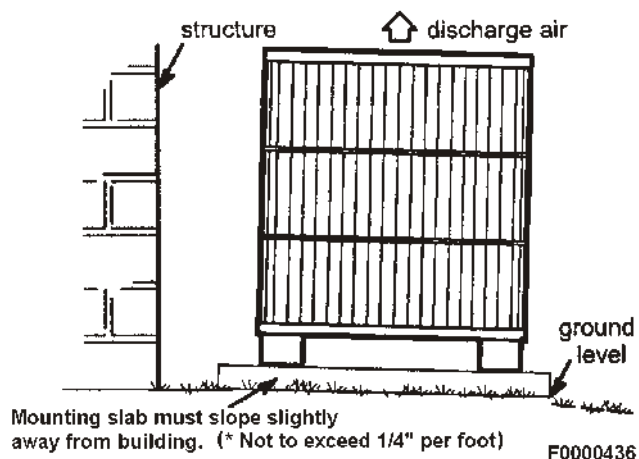 structure
discharge air
ground
level
Mounting slab must slope slightly
away from building. (* Not to exceed 1/4" per foot)
F0000436